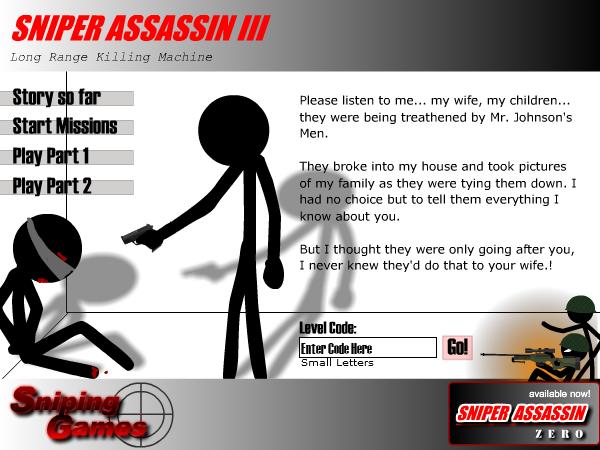 SNIPER ASSASSIN III
Long Range Killing Machine
Story so far
Start Missions
Play Part 1
Play Part 2
Please listen to me... my wife, my children...
they were being treathened by Mr. Johnson's
Men.
They broke into my house and took pictures
of my family as they were tying them down. I
had no choice but to tell them everything I
know about you.
But I thought they were only going after you,
I never knew they'd do that to your wife.!
Level Code:
Enter Code Here
Go!
Small Letters
Sniping
Games
available now!
SNIPER ASSASSIN
ZERO